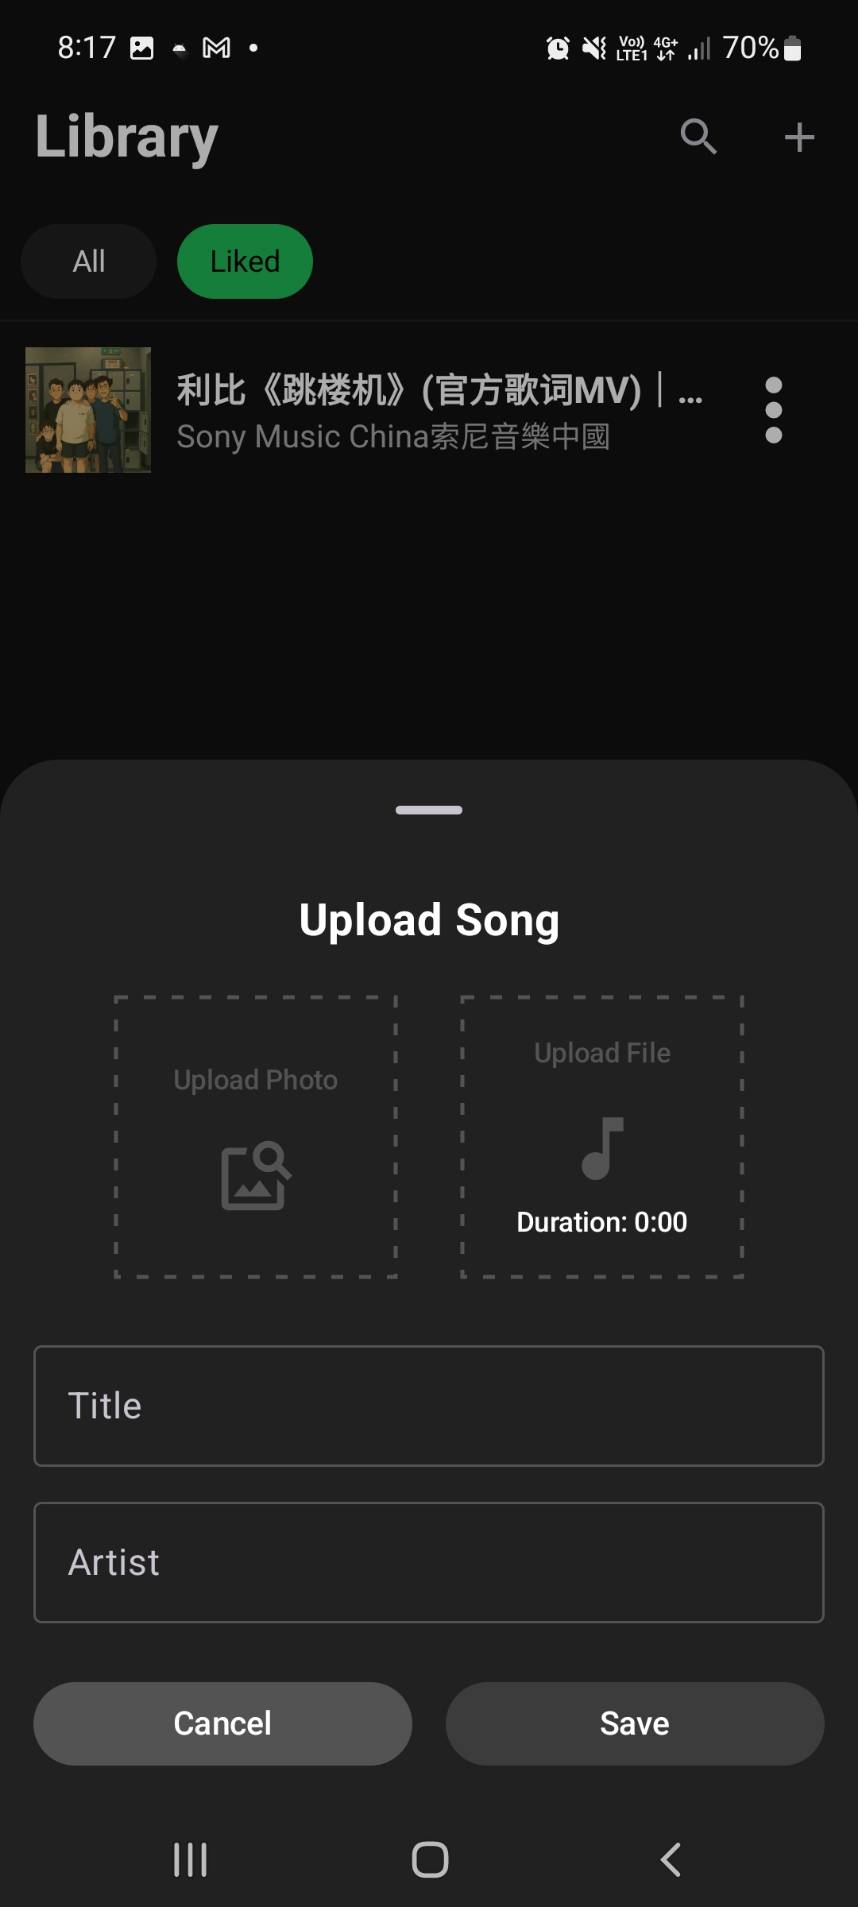 8:17
Vo)) LTE1 4G+ 70%
Library
All
Liked
利比《跳楼机》(官方歌词MV)｜...
Sony Music China索尼音樂中國
Upload Song
Upload Photo
Upload File
Duration: 0:00
Title
Artist
Cancel
Save